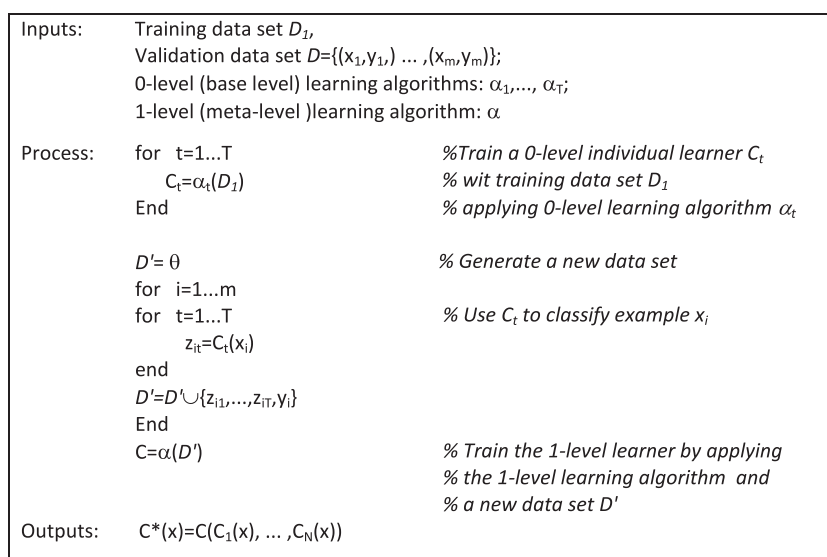 Inputs: Training data set D₁,
Validation data set D={(x₁,y₁,) ... ,(xₘ,yₘ)};
0-level (base level) learning algorithms: α₁,..., α_T;
1-level (meta-level )learning algorithm: α
Process: for t=1...T %Train a 0-level individual learner Cₜ
Cₜ=αₜ(D₁) % wit training data set D₁
End % applying 0-level learning algorithm αₜ
D'= θ % Generate a new data set
for i=1...m
for t=1...T % Use Cₜ to classify example xᵢ
zᵢₜ=Cₜ(xᵢ)
end
D'=D'∪{zᵢ₁,...,z_iT,yᵢ}
End
C=α(D') % Train the 1-level learner by applying
% the 1-level learning algorithm and
% a new data set D'
Outputs: C*(x)=C(C₁(x), ... ,C_N(x))